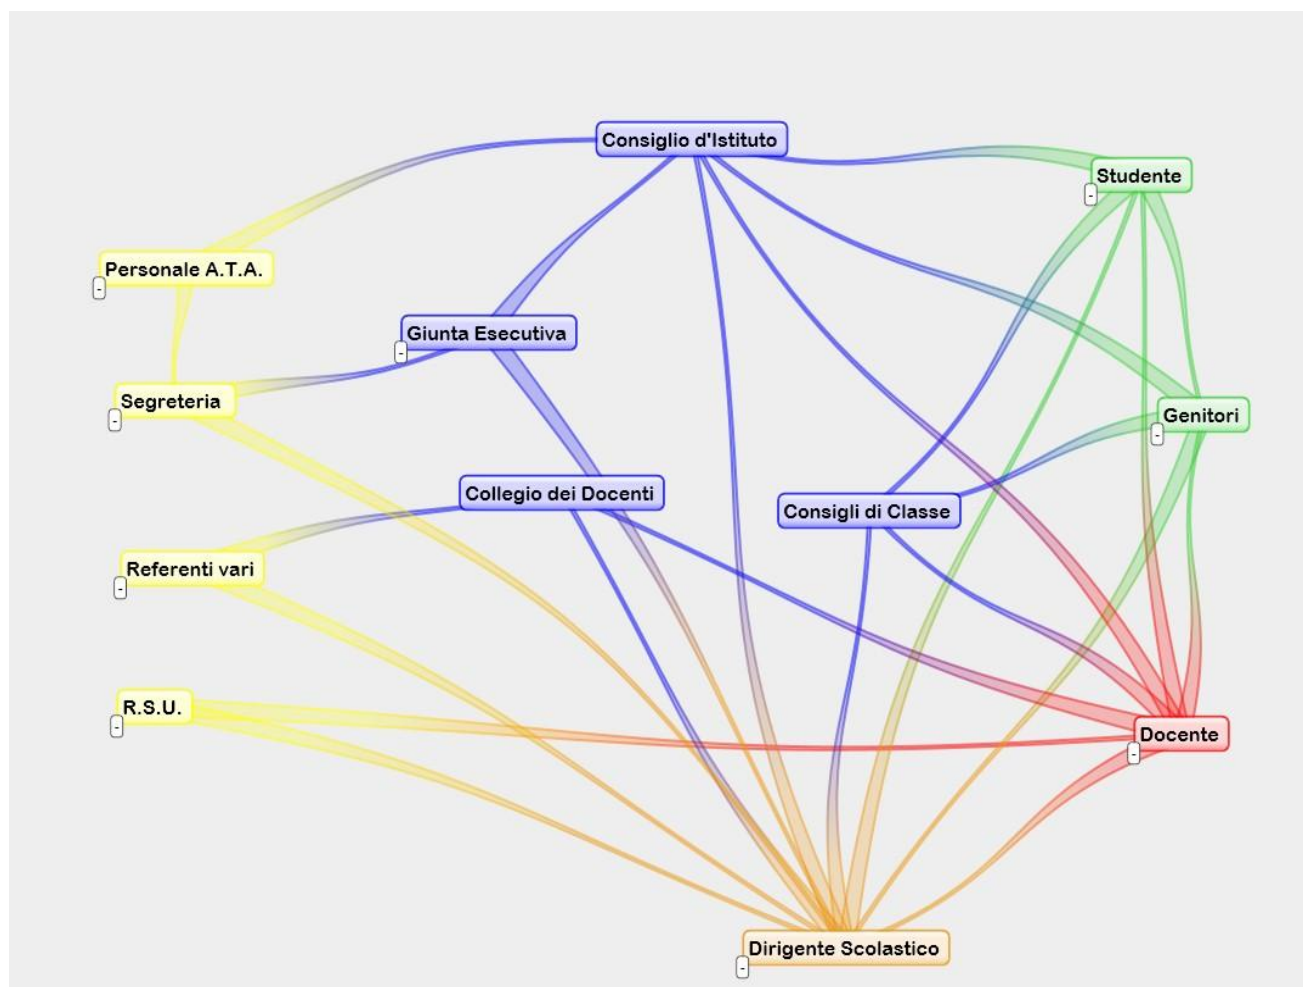 Consiglio d'Istituto
Studente
-
Personale A.T.A.
-
Giunta Esecutiva
-
Segreteria
-
Genitori
-
Collegio dei Docenti
Consigli di Classe
Referenti vari
-
R.S.U.
-
Docente
-
Dirigente Scolastico
-